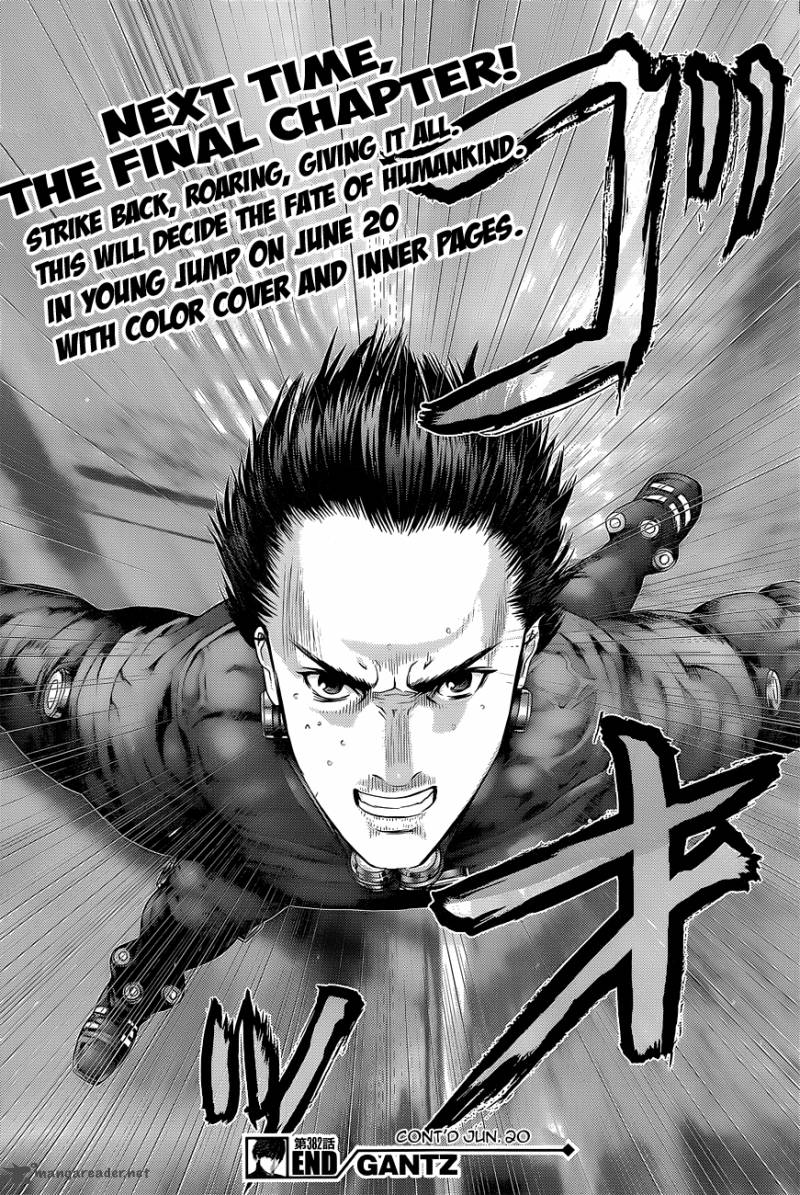 NEXT TIME,
THE FINAL CHAPTER!
STRIKE BACK, ROARING, GIVING IT ALL.
THIS WILL DECIDE THE FATE OF HUMANKIND.
IN YOUNG JUMP ON JUNE 20
WITH COLOR COVER AND INNER PAGES.
ゴ
オ
ッ
CONT'D JUN. 20
第382話
END
GANTZ
mangareader.net